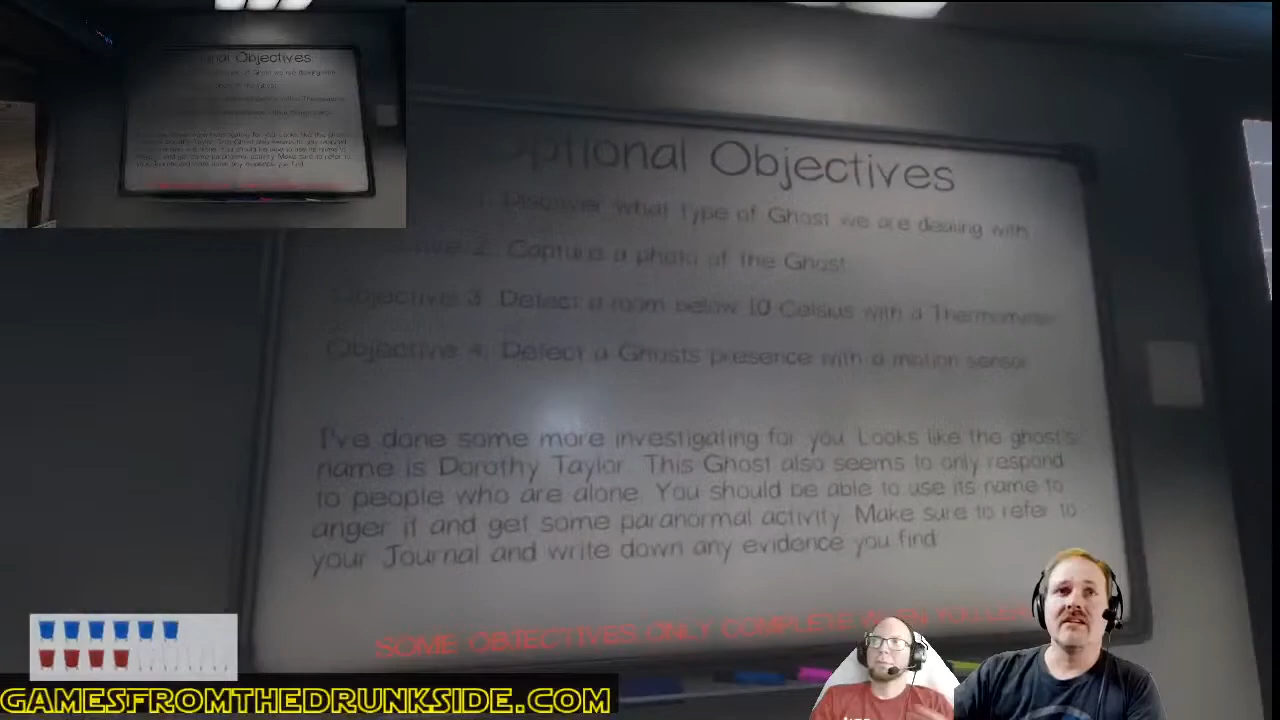 Optional Objectives
Discover what type of Ghost we are dealing with
2. Capture a photo of the Ghost
Objective 3. Detect a room below 10 Celsius with a Thermometer
Objective 4. Detect a Ghosts presence with a motion sensor
I've done some more investigating for you. Looks like the ghost's
name is Dorothy Taylor. This Ghost also seems to only respond
to people who are alone. You should be able to use its name to
anger it and get some paranormal activity. Make sure to refer to
your Journal and write down any evidence you find
SOME OBJECTIVES ONLY COMPLETE WHEN YOU
GAMESFROMTHEDRUNKSIDE.COM